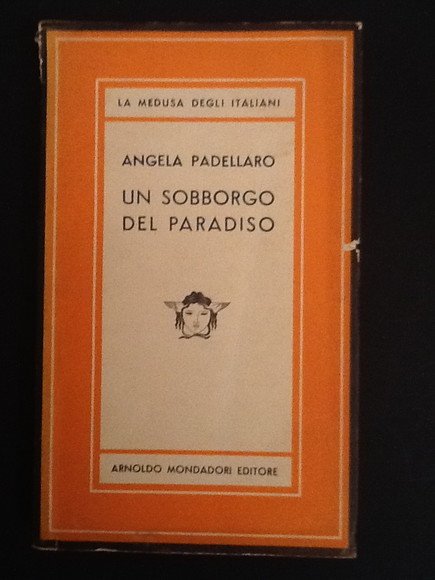 LA MEDUSA DEGLI ITALIANI
ANGELA PADELLARO
UN SOBBORGO
DEL PARADISO
ARNOLDO MONDADORI EDITORE